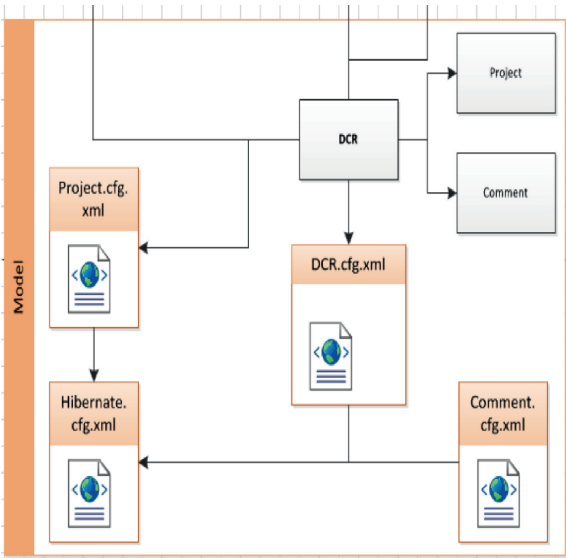 Model
Project
DCR
Comment
Project.cfg.
xml
DCR.cfg.xml
Hibernate.
cfg.xml
Comment.
cfg.xml